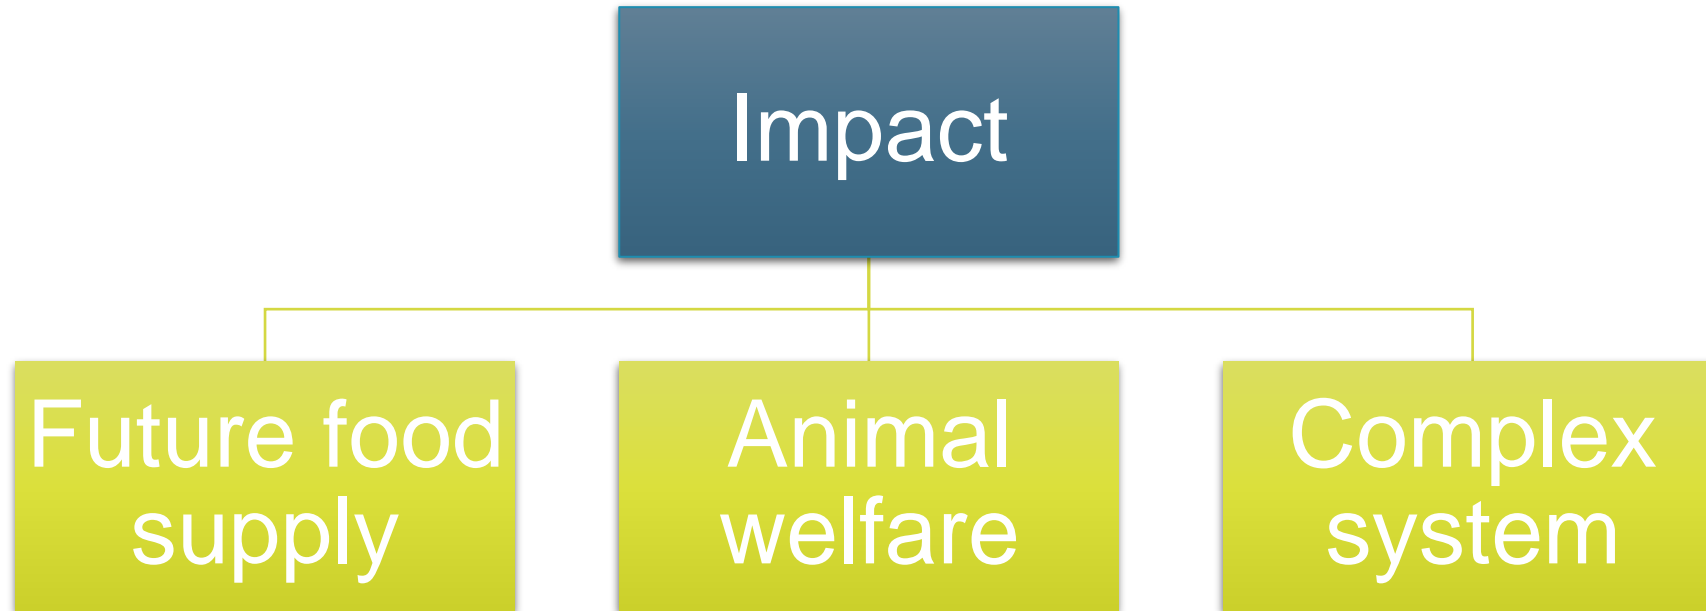 Impact
Future food
supply
Animal
welfare
Complex
system